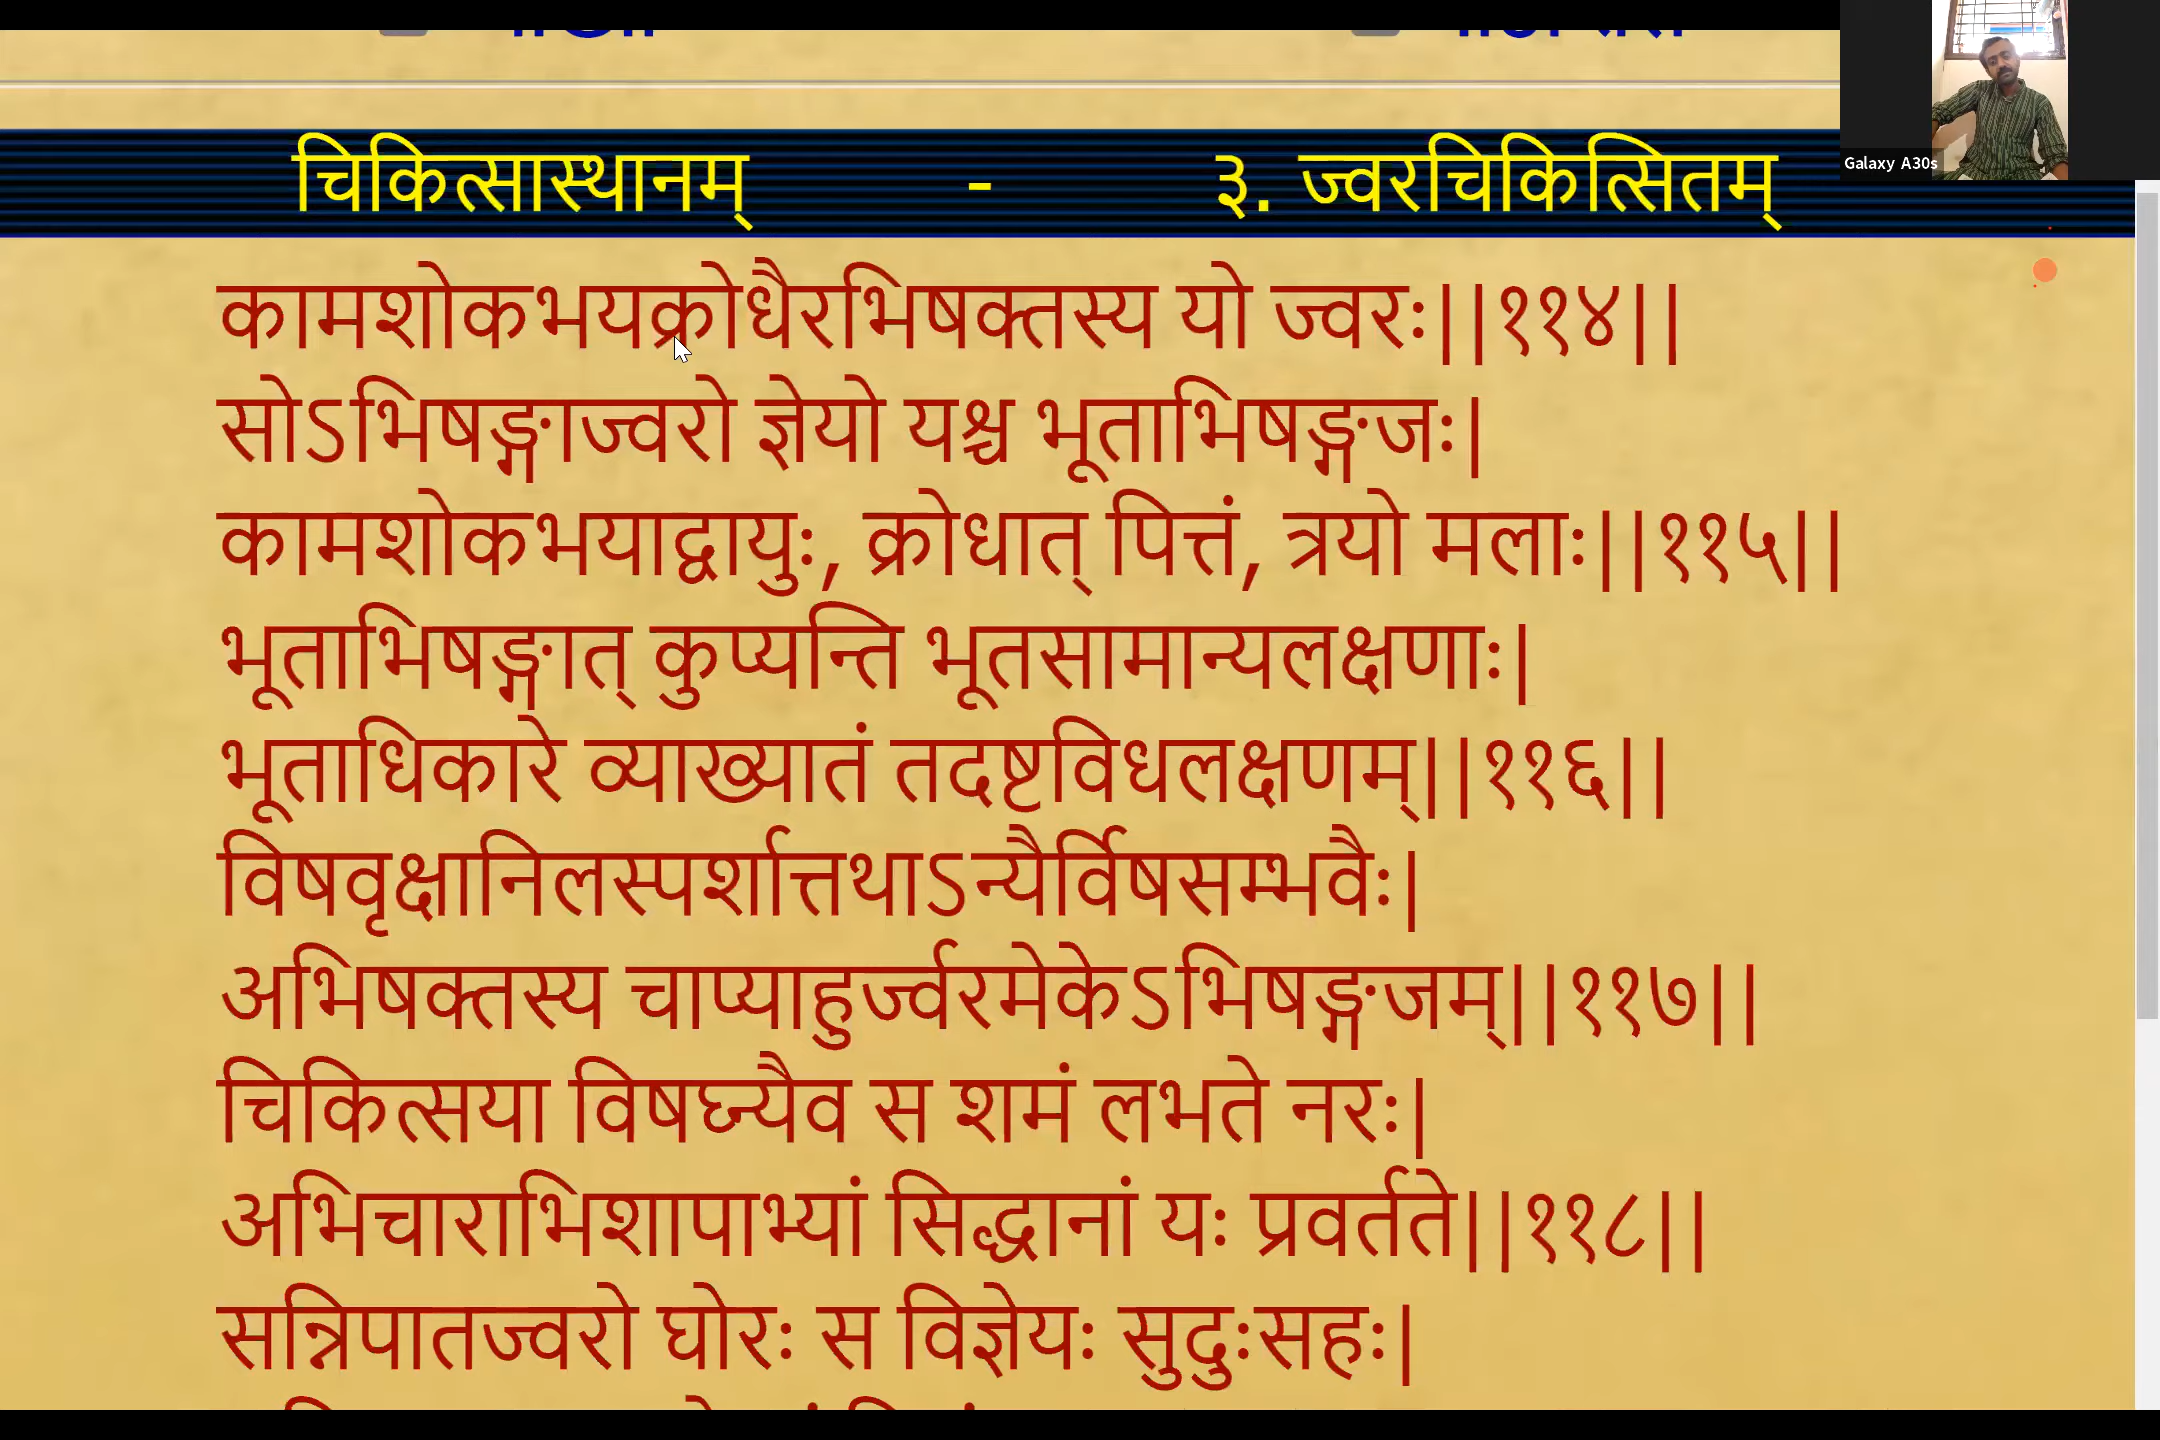 चिकित्सास्थानम् - ३. ज्वरचिकित्सितम्
Galaxy A30s
कामशोकभयक्रोधैरभिषक्तस्य यो ज्वरः||११४||
सोऽभिषङ्गाज्वरो ज्ञेयो यश्च भूताभिषङ्गजः|
कामशोकभयाद्वायुः, क्रोधात् पित्तं, त्रयो मलाः||११५||
भूताभिषङ्गात् कुप्यन्ति भूतसामान्यलक्षणाः|
भूताधिकारे व्याख्यातं तदष्टविधलक्षणम्||११६||
विषवृक्षानिलस्पर्शात्तथाऽन्यैर्विषसम्भवैः|
अभिषक्तस्य चाप्याहुर्ज्वरमेकेऽभिषङ्गजम्||११७||
चिकित्सया विषघ्न्यैव स शमं लभते नरः|
अभिचाराभिशापाभ्यां सिद्धानां यः प्रवर्तते||११८||
सन्निपातज्वरो घोरः स विज्ञेयः सुदुःसहः|